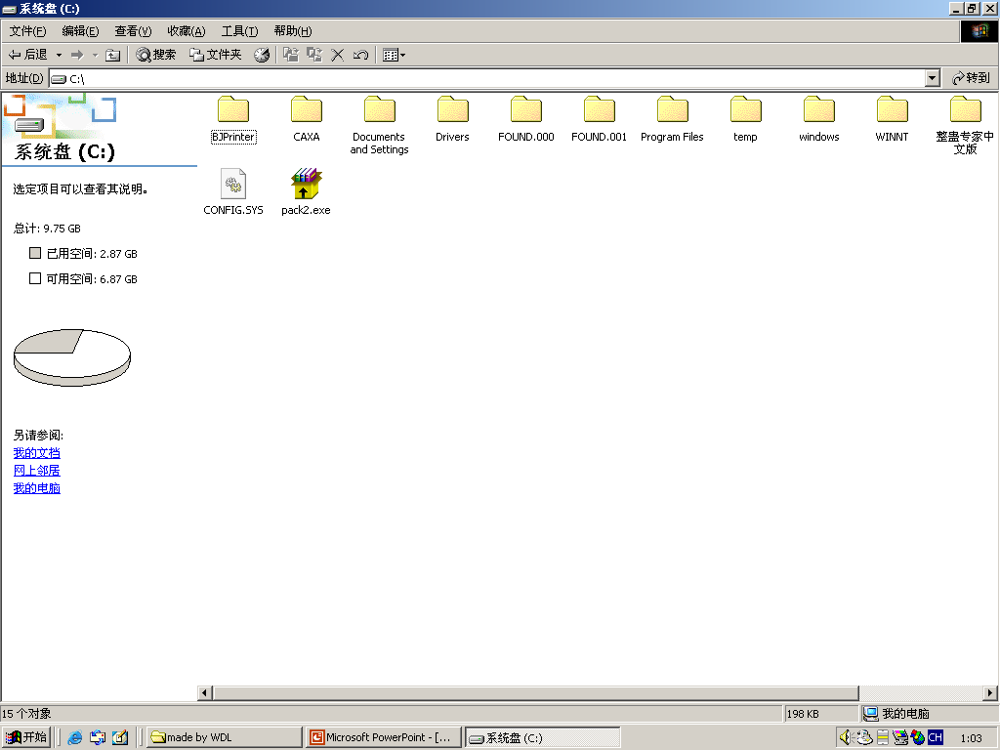 系统盘 (C:)
文件(F) 编辑(E) 查看(V) 收藏(A) 工具(T) 帮助(H)
后退 搜索 文件夹
地址(D) C:\ 转到
系统盘 (C:)
选定项目可以查看其说明。
总计: 9.75 GB
已用空间: 2.87 GB
可用空间: 6.87 GB
另请参阅:
我的文档
网上邻居
我的电脑
BJPrinter
CAXA
Documents
and Settings
Drivers
FOUND.000
FOUND.001
Program Files
temp
windows
WINNT
整蛊专家中
文版
CONFIG.SYS
pack2.exe
15 个对象 198 KB 我的电脑
开始 made by WDL Microsoft PowerPoint - [... 系统盘 (C:) CH 1:03